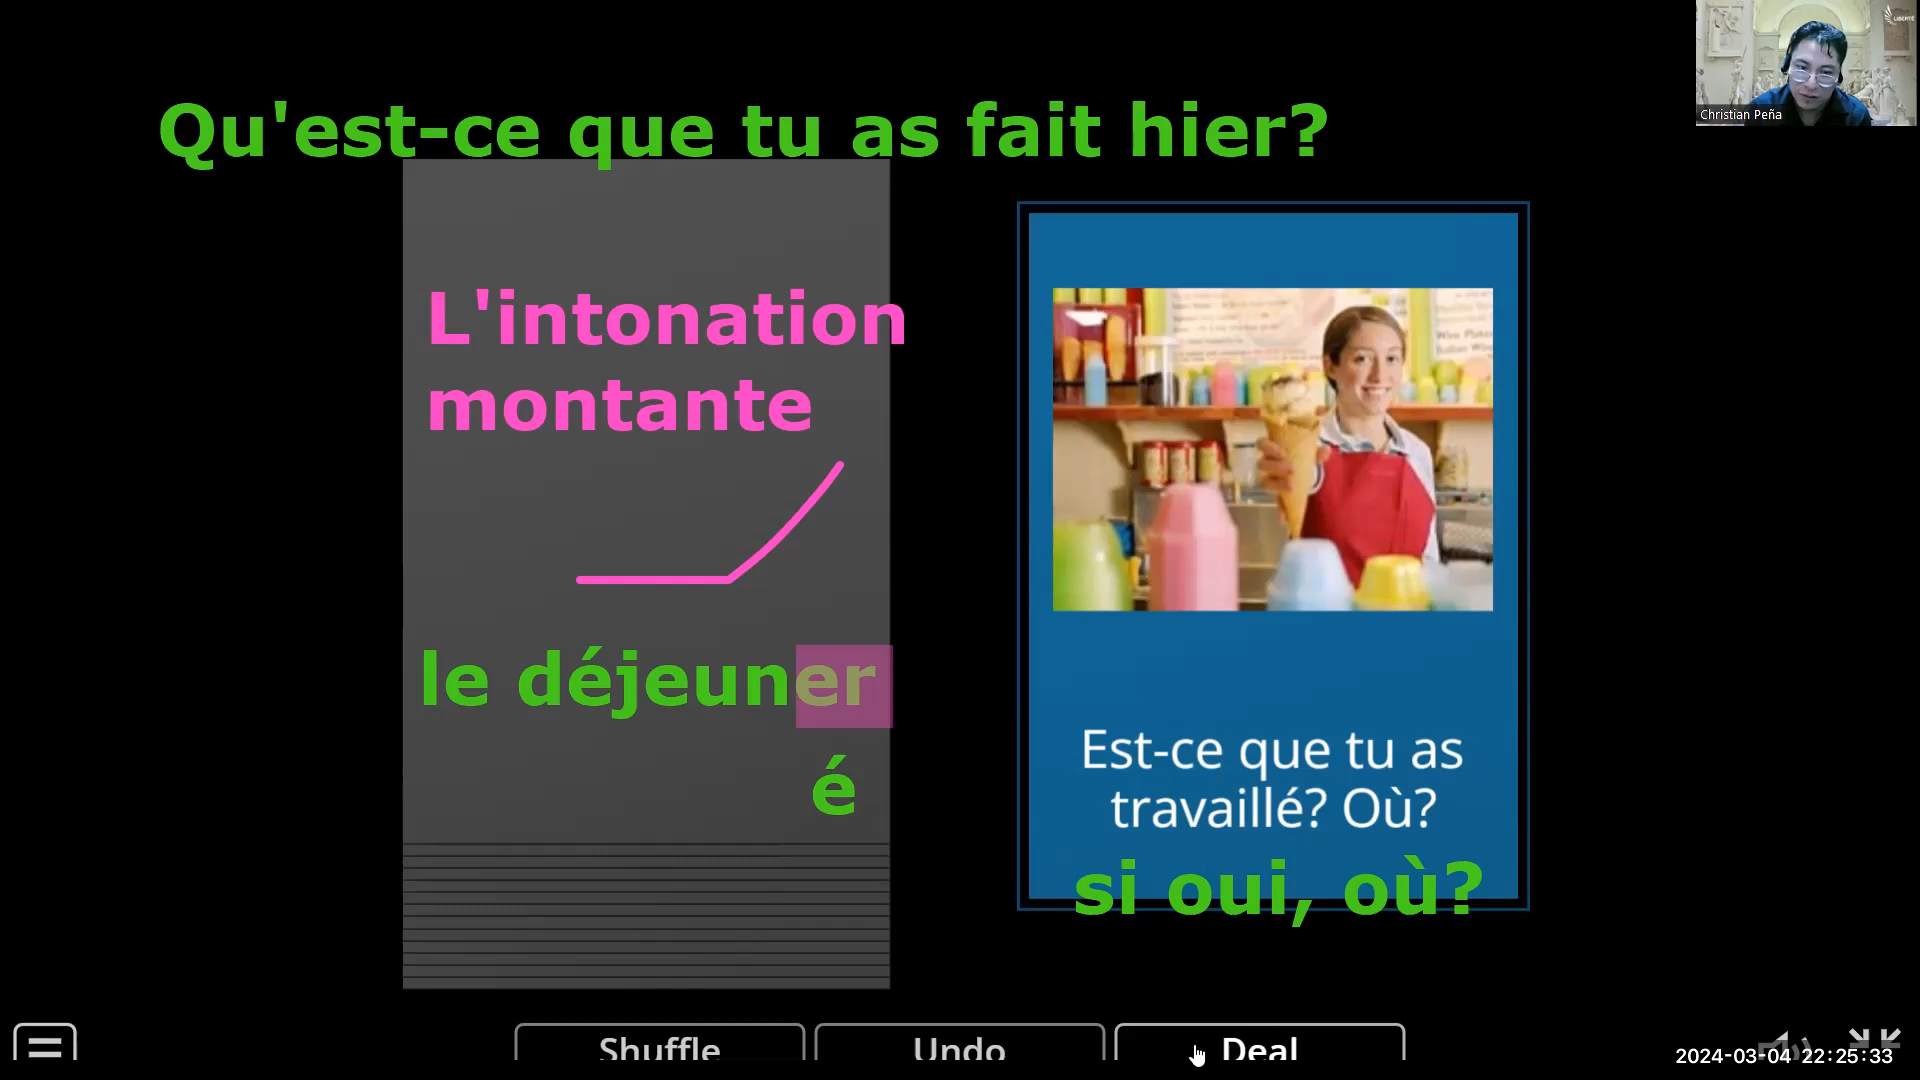 LIBERTÉ
Christian Peña
Qu'est-ce que tu as fait hier?
L'intonation
montante
le déjeuner
é
Est-ce que tu as
travaillé? Où?
si oui, où?
Shuffle
Undo
Deal
2024-03-04 22:25:33